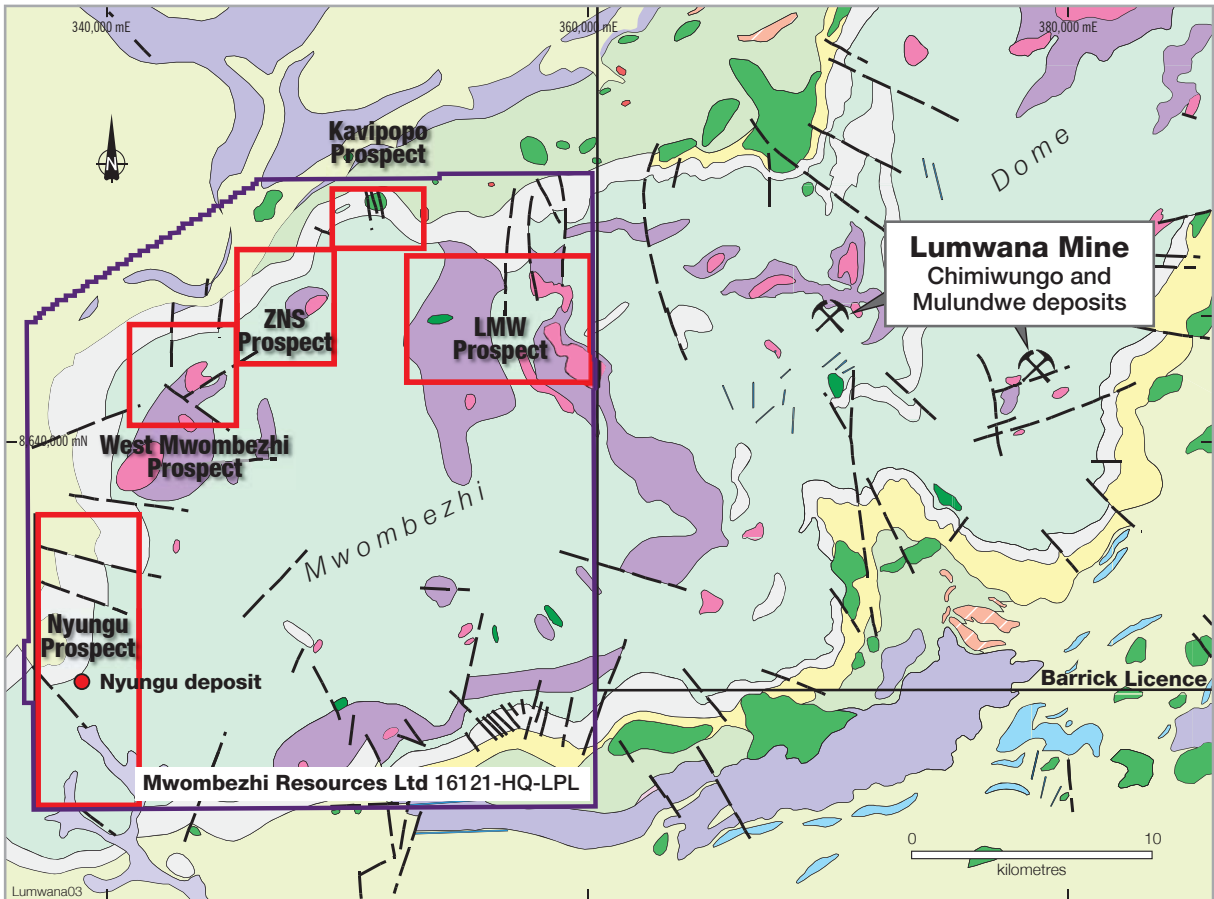 340,000 mE
360,000 mE
380,000 mE
Kavipopo
Prospect
N
Dome
Lumwana Mine
Chimiwungo and
Mulundwe deposits
ZNS
Prospect
LMW
Prospect
8,640,000 mN
West Mwombezhi
Prospect
Mwombezhi
Nyungu
Prospect
Nyungu deposit
Barrick Licence
Mwombezhi Resources Ltd 16121-HQ-LPL
0
10
kilometres
Lumwana03